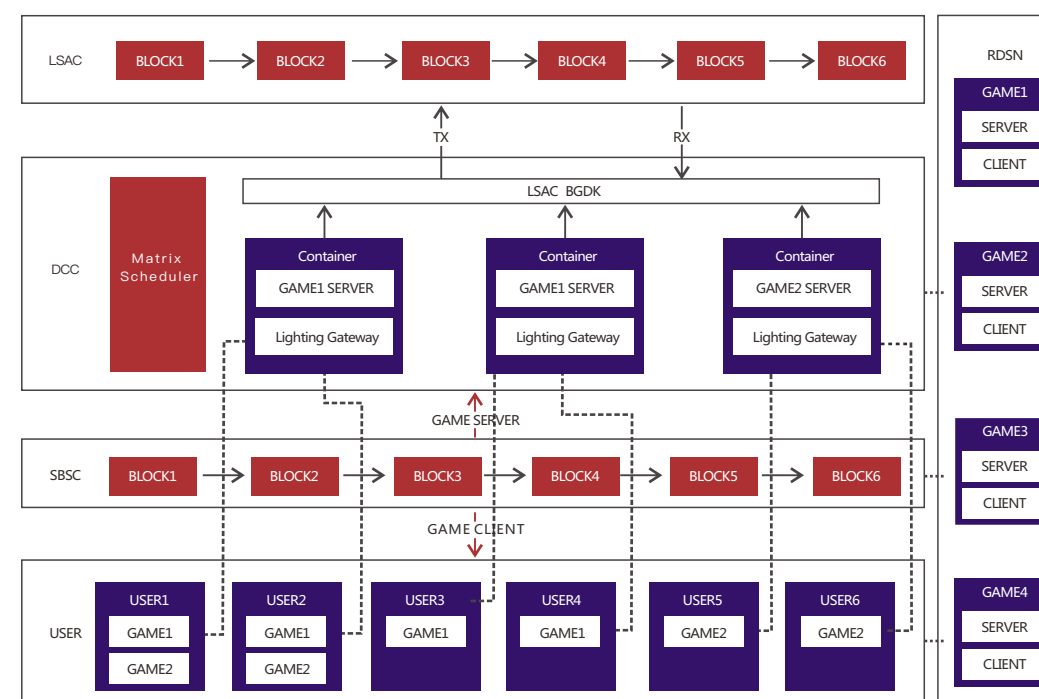 LSAC
BLOCK1
BLOCK2
BLOCK3
BLOCK4
BLOCK5
BLOCK6
TX
RX
DCC
Matrix
Scheduler
LSAC BGDK
Container
GAME1 SERVER
Lighting Gateway
Container
GAME1 SERVER
Lighting Gateway
Container
GAME2 SERVER
Lighting Gateway
GAME SERVER
SBSC
BLOCK1
BLOCK2
BLOCK3
BLOCK4
BLOCK5
BLOCK6
GAME CLIENT
USER
USER1
GAME1
GAME2
USER2
GAME1
GAME2
USER3
GAME1
USER4
GAME1
USER5
GAME2
USER6
GAME2
RDSN
GAME1
SERVER
CLIENT
GAME2
SERVER
CLIENT
GAME3
SERVER
CLIENT
GAME4
SERVER
CLIENT